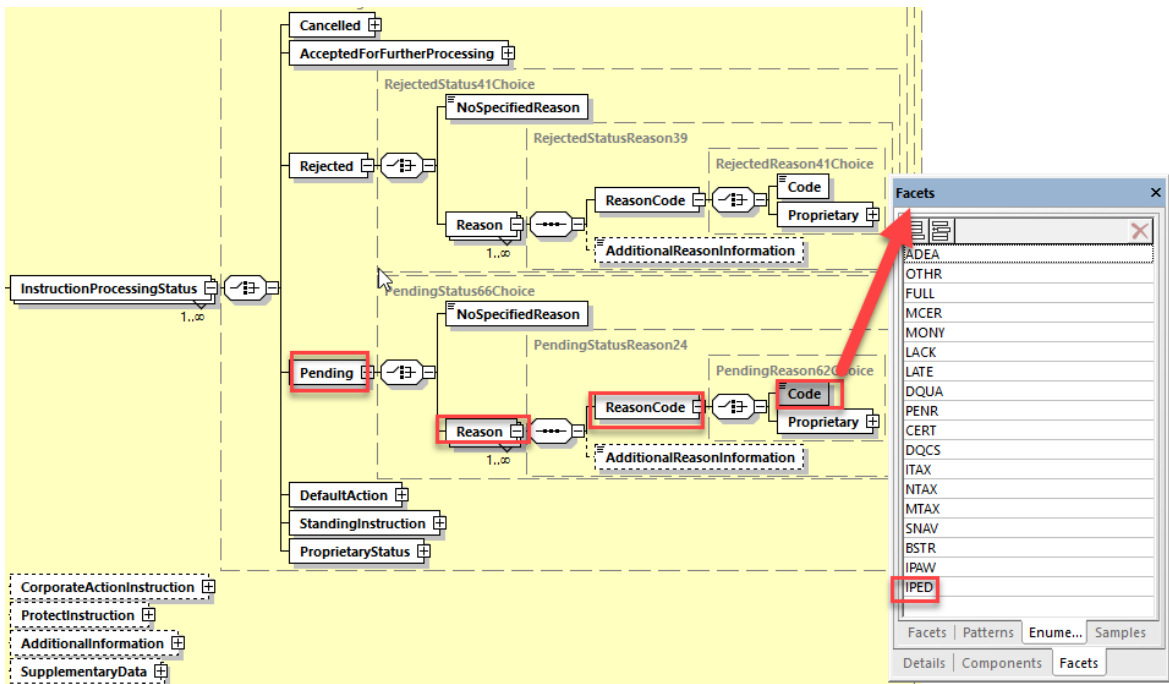 Cancelled
AcceptedForFurtherProcessing
RejectedStatus41Choice
NoSpecifiedReason
RejectedStatusReason39
Rejected
RejectedReason41Choice
Code
ReasonCode
Proprietary
Reason
1..∞
AdditionalReasonInformation
InstructionProcessingStatus
1..∞
PendingStatus66Choice
NoSpecifiedReason
PendingStatusReason24
Pending
PendingReason62Choice
Code
ReasonCode
Proprietary
Reason
1..∞
AdditionalReasonInformation
DefaultAction
StandingInstruction
ProprietaryStatus
CorporateActionInstruction
ProtectInstruction
AdditionalInformation
SupplementaryData
Facets
ADEA
OTHR
FULL
MCER
MONY
LACK
LATE
DQUA
PENR
CERT
DQCS
ITAX
NTAX
MTAX
SNAV
BSTR
IPAW
IPED
Facets Patterns Enume... Samples
Details Components Facets